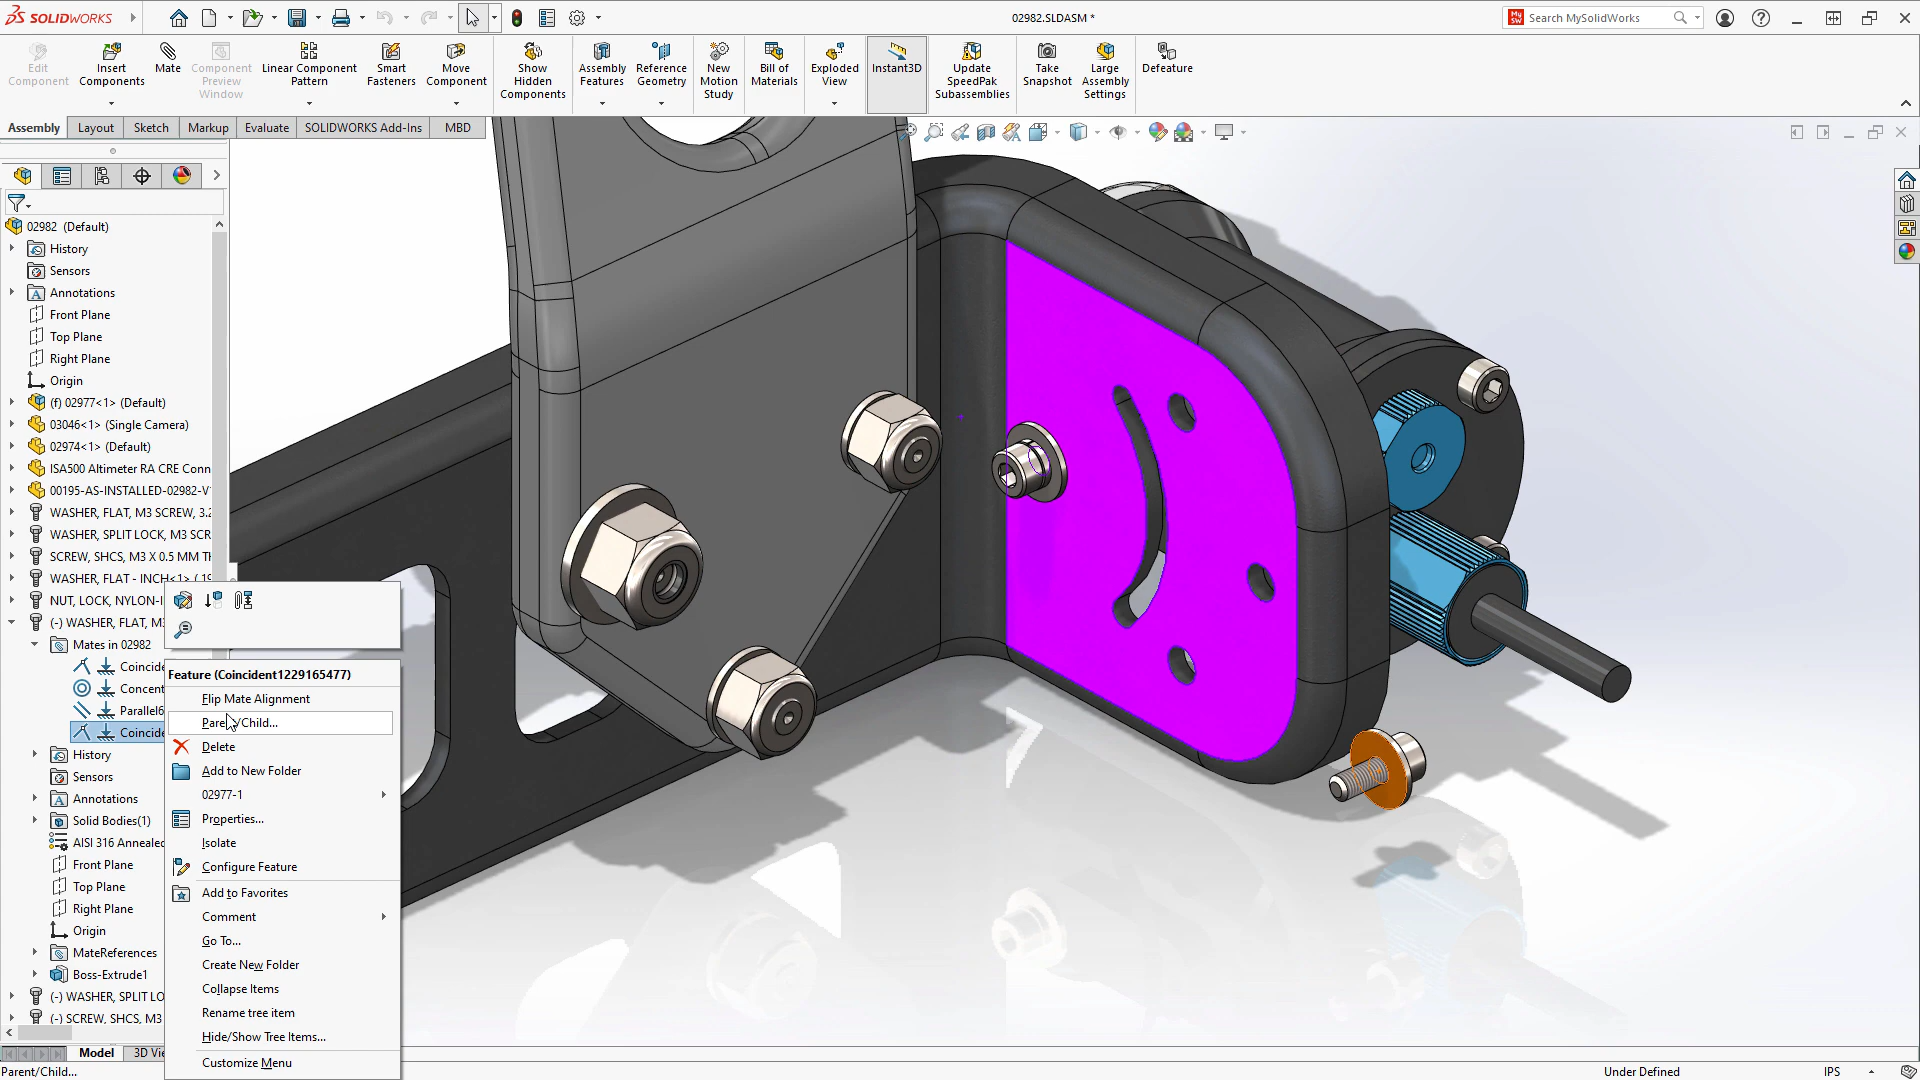 SOLIDWORKS
02982.SLDASM *
Search MySolidWorks
Edit Component
Insert Components
Mate
Component Preview Window
Linear Component Pattern
Smart Fasteners
Move Component
Show Hidden Components
Assembly Features
Reference Geometry
New Motion Study
Bill of Materials
Exploded View
Instant3D
Update SpeedPak Subassemblies
Take Snapshot
Large Assembly Settings
Defeature
Assembly
Layout
Sketch
Markup
Evaluate
SOLIDWORKS Add-Ins
MBD
02982 (Default)
History
Sensors
Annotations
Front Plane
Top Plane
Right Plane
Origin
(f) 02977<1> (Default)
03046<1> (Single Camera)
02974<1> (Default)
ISA500 Altimeter RA CRE Conn
00195-AS-INSTALLED-02982-V
WASHER, FLAT, M3 SCREW, 3.2
WASHER, SPLIT LOCK, M3 SCR
SCREW, SHCS, M3 X 0.5 MM TH
WASHER, FLAT - INCH<1> (.19
NUT, LOCK, NYLON-I
(-) WASHER, FLAT, M3
Mates in 02982
Coincide
Concent
Parallel6
Coincide
History
Sensors
Annotations
Solid Bodies(1)
AISI 316 Annealed
Front Plane
Top Plane
Right Plane
Origin
MateReferences
Boss-Extrude1
(-) WASHER, SPLIT LO
(-) SCREW, SHCS, M3
Feature (Coincident1229165477)
Flip Mate Alignment
Parent/Child...
Delete
Add to New Folder
02977-1
Properties...
Isolate
Configure Feature
Add to Favorites
Comment
Go To...
Create New Folder
Collapse Items
Rename tree item
Hide/Show Tree Items...
Customize Menu
Model
3D Vie
Parent/Child...
Under Defined
IPS